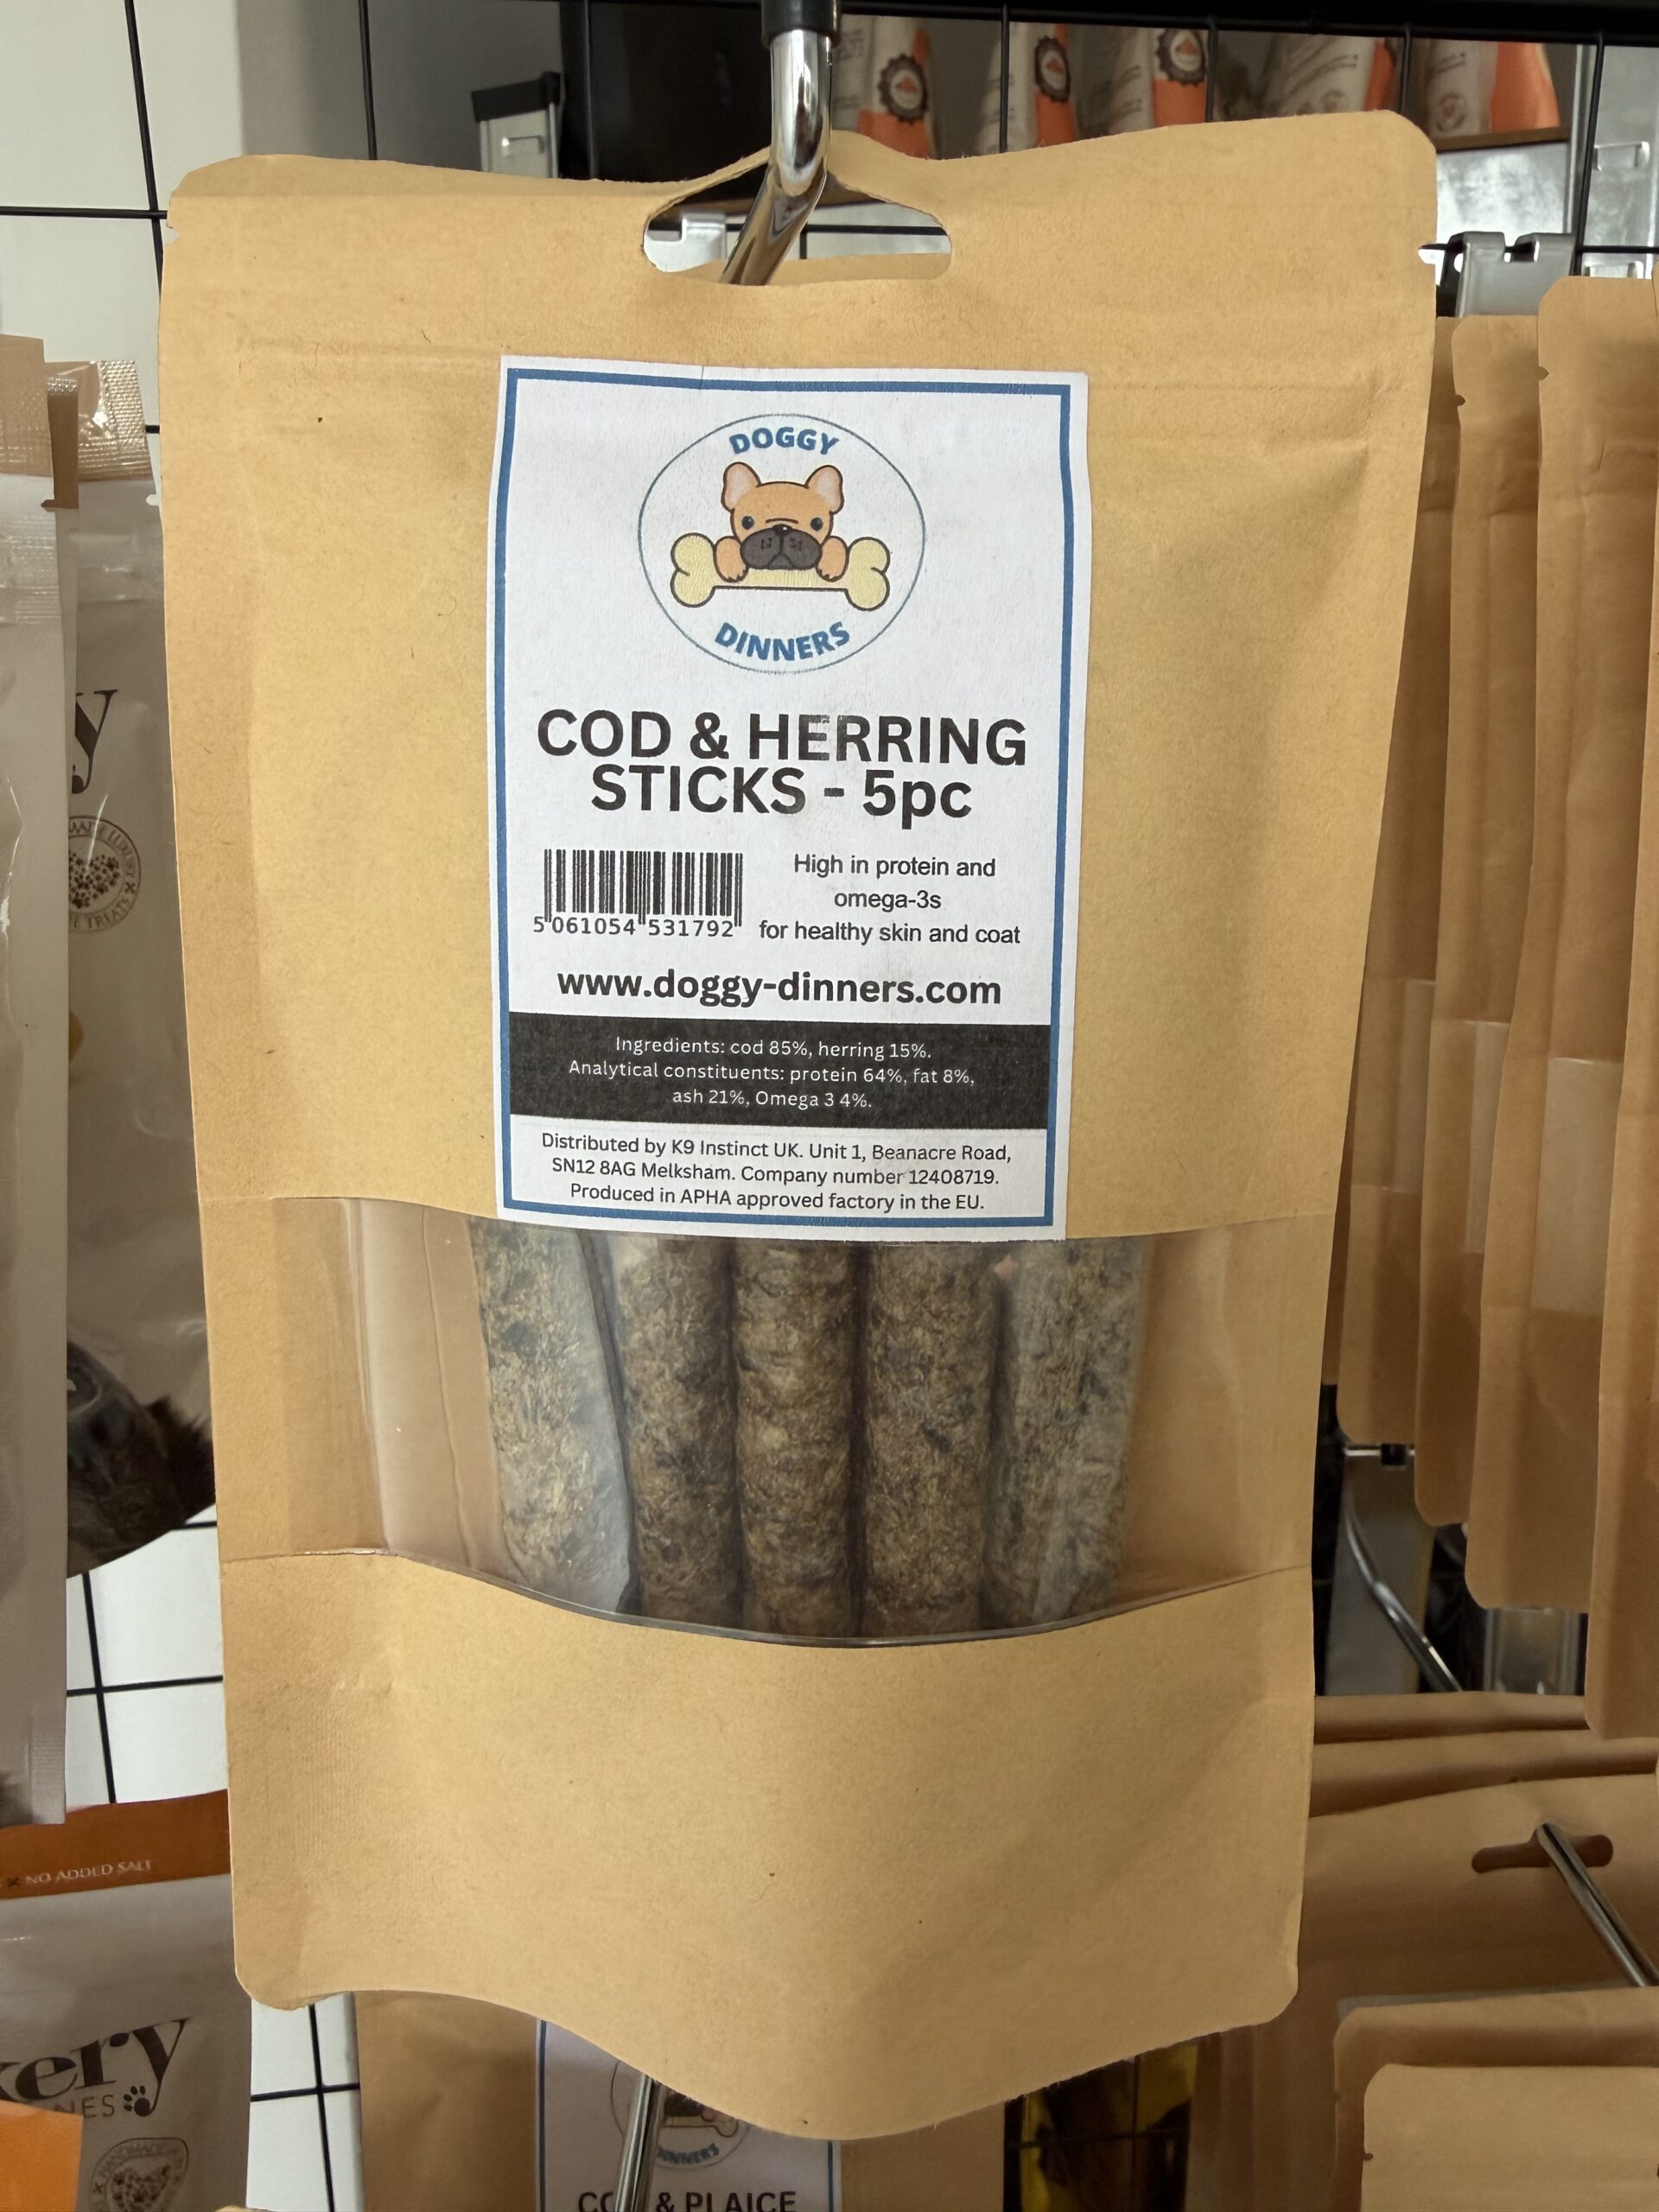 DOGGY
DINNERS
COD & HERRING
STICKS - 5pc
High in protein and
omega-3s
for healthy skin and coat
5 061054 531792
www.doggy-dinners.com
Ingredients: cod 85%, herring 15%.
Analytical constituents: protein 64%, fat 8%,
ash 21%, Omega 3 4%.
Distributed by K9 Instinct UK. Unit 1, Beanacre Road,
SN12 8AG Melksham. Company number 12408719.
Produced in APHA approved factory in the EU.
NO ADDED SALT
DINNERS
& PLAICE